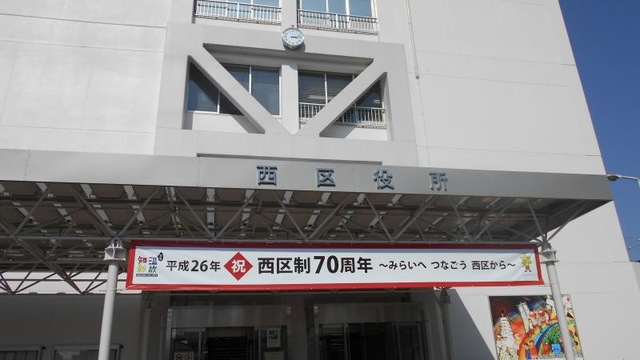 西区役所
平成26年 祝 西区制70周年 ～みらいへ つなごう 西区から～